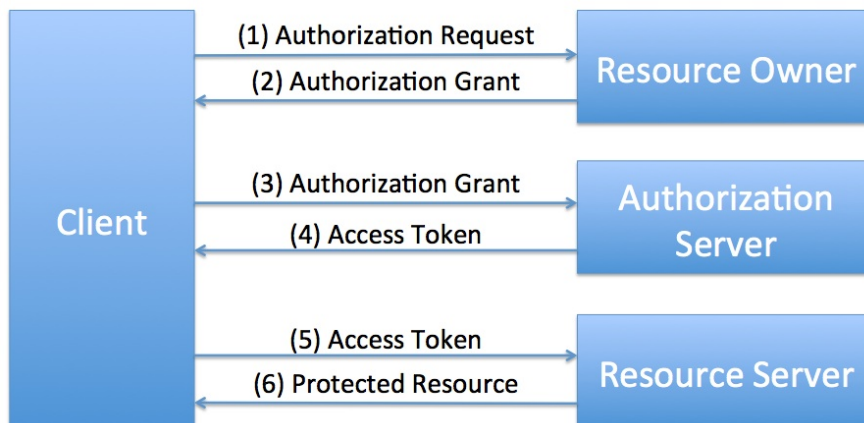 (1) Authorization Request
Resource Owner
(2) Authorization Grant
Client
(3) Authorization Grant
Authorization
Server
(4) Access Token
(5) Access Token
Resource Server
(6) Protected Resource